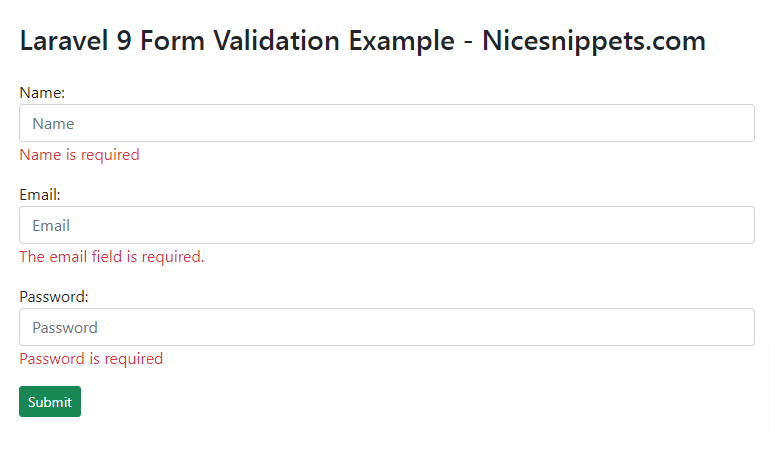 Laravel 9 Form Validation Example - Nicesnippets.com
Name:
Name
Name is required
Email:
Email
The email field is required.
Password:
Password
Password is required
Submit